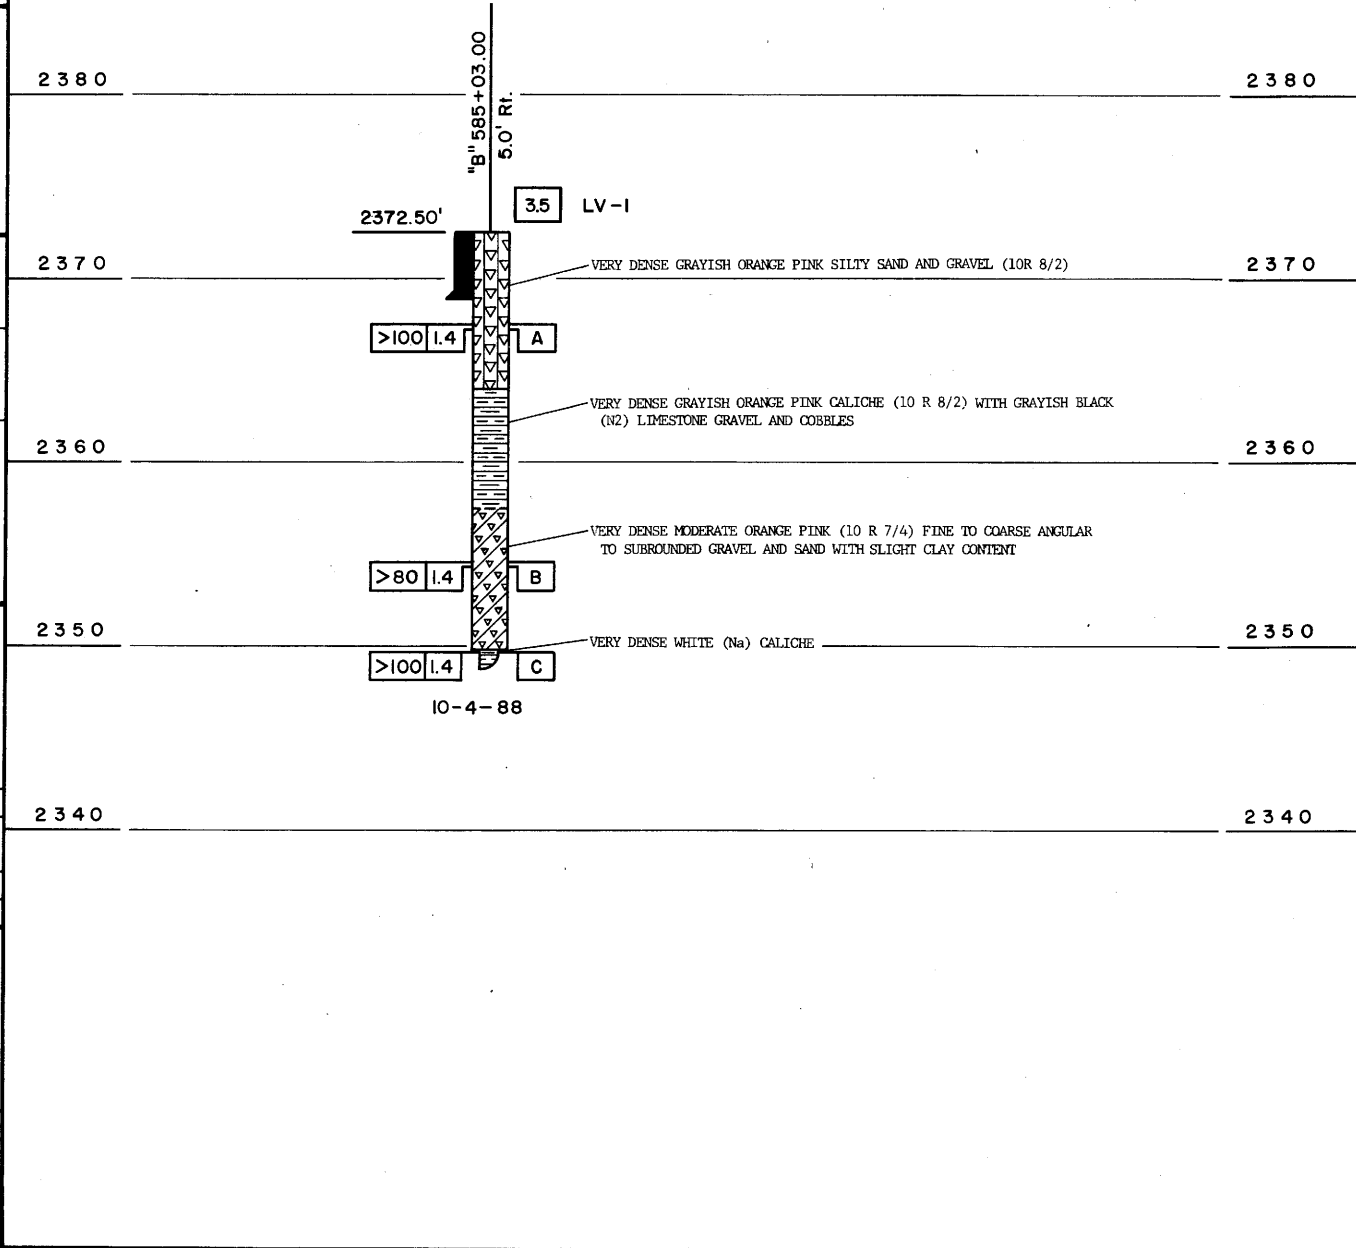 "B" 585+03.00
5.0' Rt.
2380 2380
3.5 LV-1
2372.50'
2370 VERY DENSE GRAYISH ORANGE PINK SILTY SAND AND GRAVEL (10R 8/2) 2370
>100 1.4 A
VERY DENSE GRAYISH ORANGE PINK CALICHE (10 R 8/2) WITH GRAYISH BLACK
(N2) LIMESTONE GRAVEL AND COBBLES
2360 2360
VERY DENSE MODERATE ORANGE PINK (10 R 7/4) FINE TO COARSE ANGULAR
TO SUBROUNDED GRAVEL AND SAND WITH SLIGHT CLAY CONTENT
>80 1.4 B
2350 VERY DENSE WHITE (Na) CALICHE 2350
>100 1.4 C
10-4-88
2340 2340